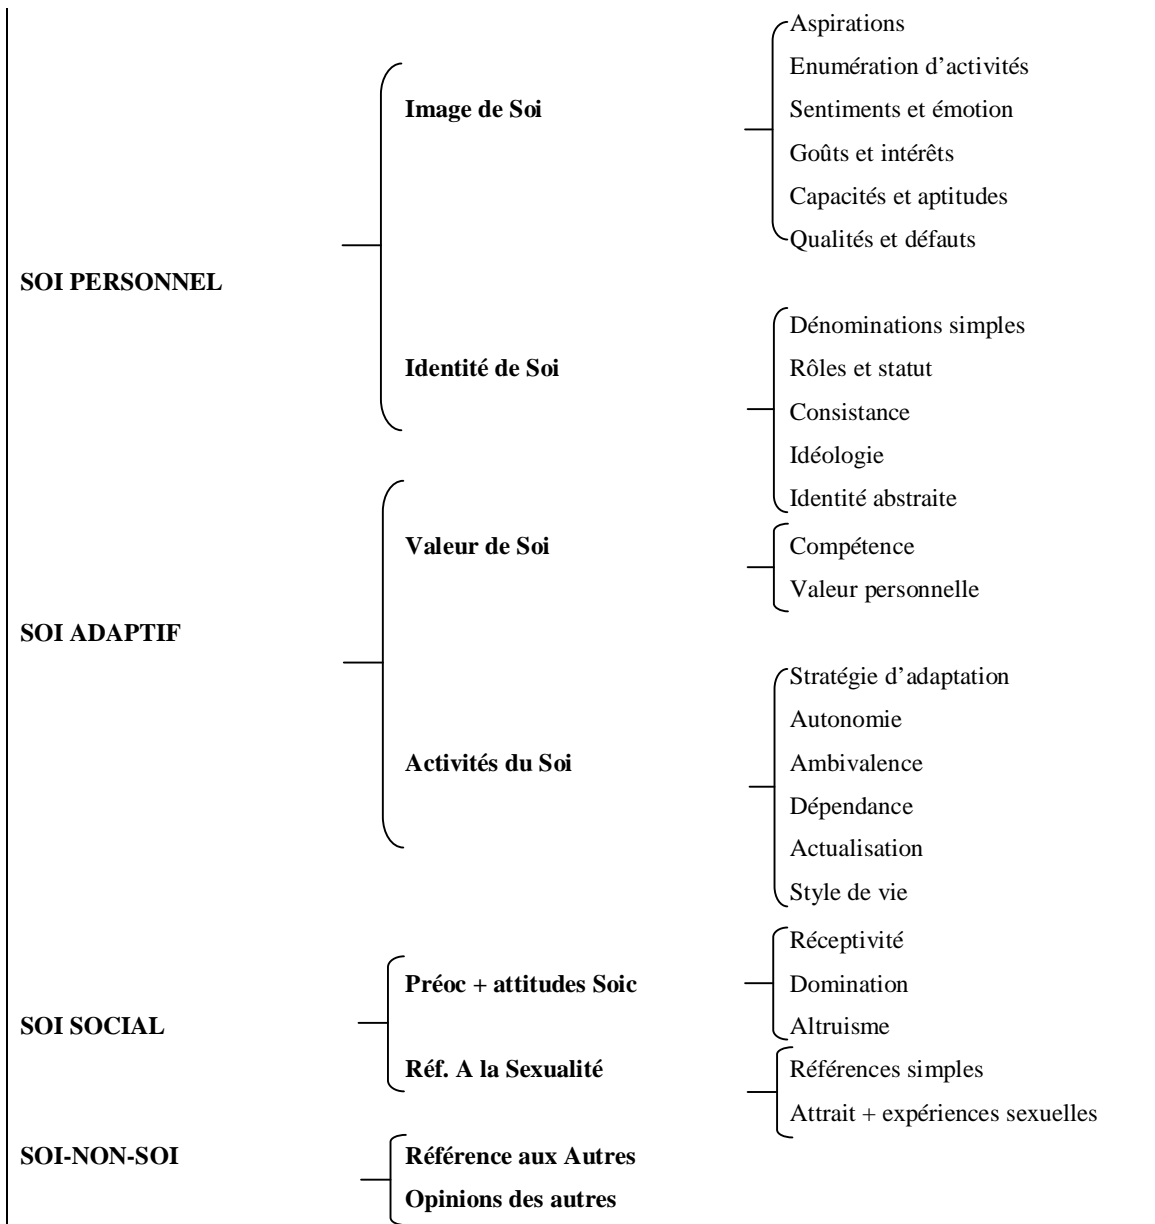 Aspirations
Enumération d’activités
Image de Soi
Sentiments et émotion
Goûts et intérêts
Capacités et aptitudes
Qualités et défauts
SOI PERSONNEL
Dénominations simples
Identité de Soi
Rôles et statut
Consistance
Idéologie
Identité abstraite
Valeur de Soi
Compétence
Valeur personnelle
SOI ADAPTIF
Stratégie d’adaptation
Autonomie
Activités du Soi
Ambivalence
Dépendance
Actualisation
Style de vie
Réceptivité
Préoc + attitudes Soic
Domination
SOI SOCIAL
Altruisme
Réf. A la Sexualité
Références simples
Attrait + expériences sexuelles
SOI-NON-SOI
Référence aux Autres
Opinions des autres